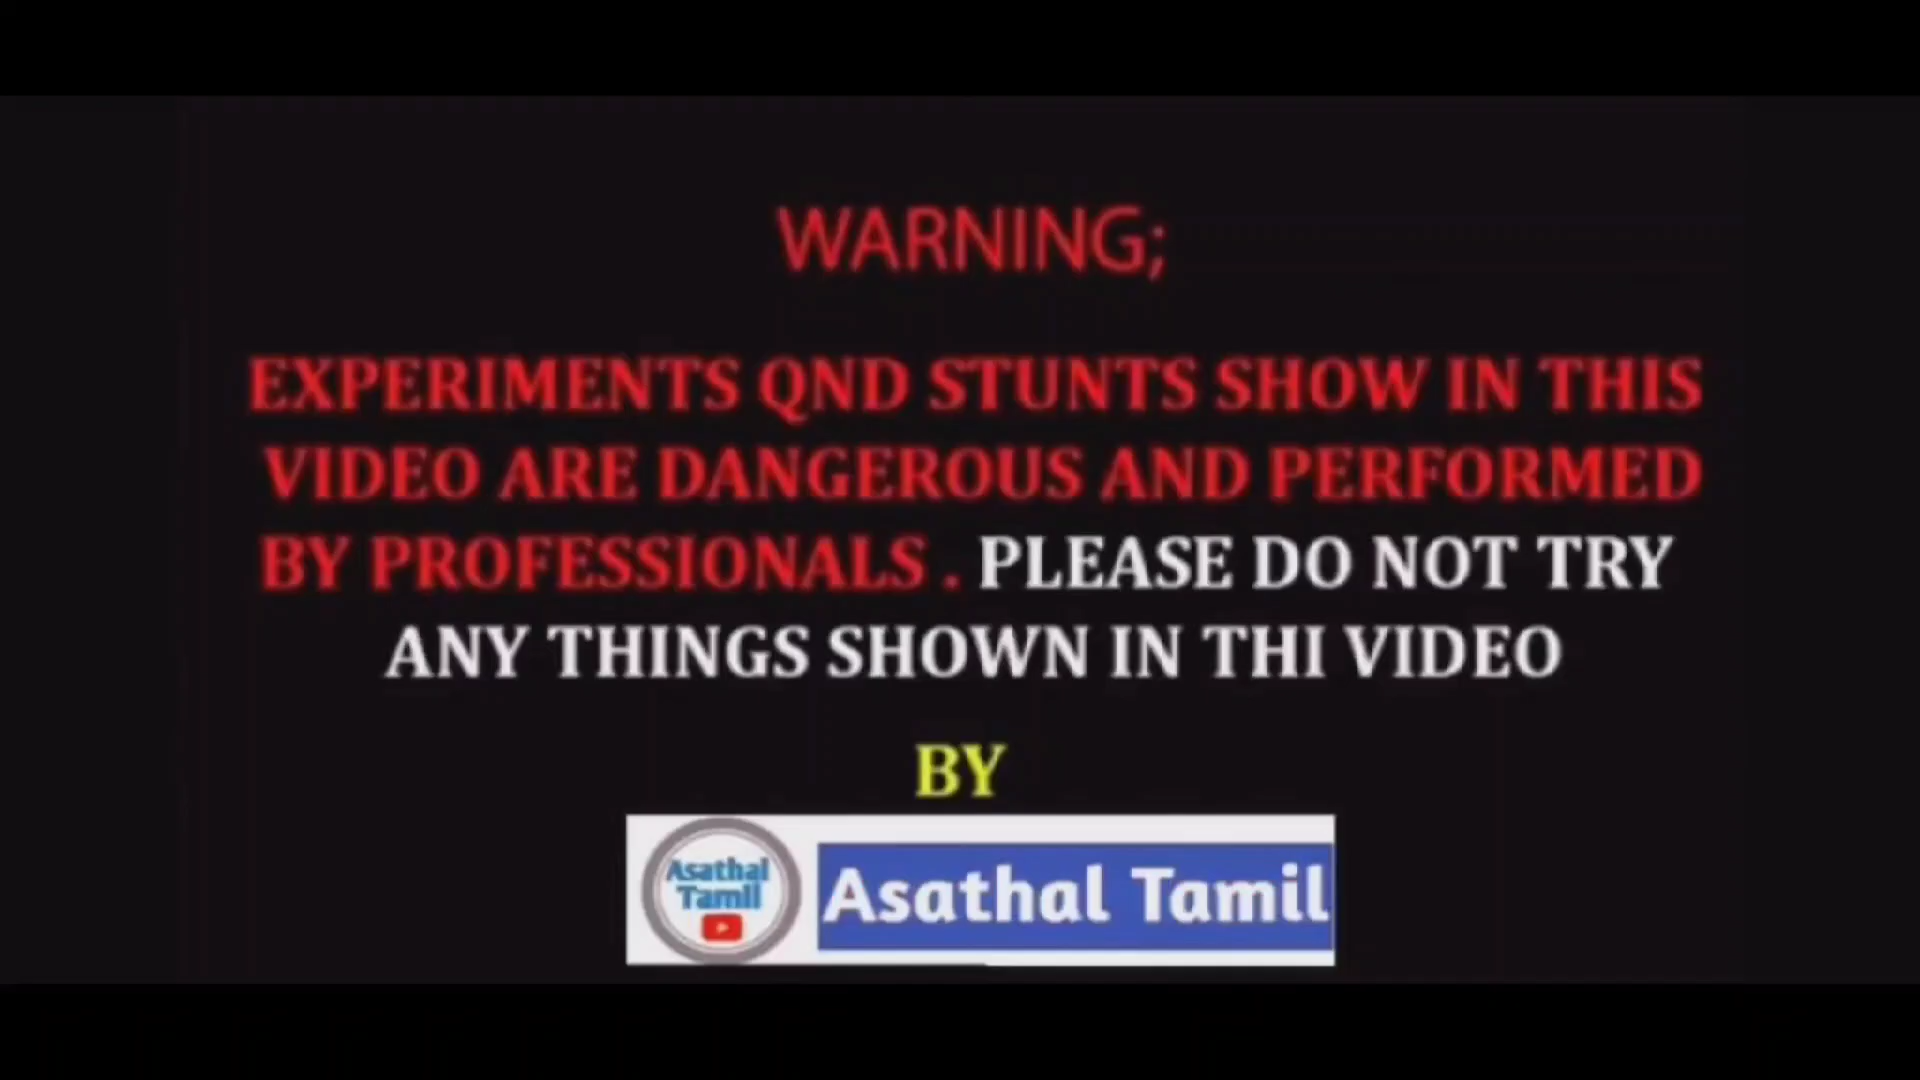 WARNING;
EXPERIMENTS QND STUNTS SHOW IN THIS
VIDEO ARE DANGEROUS AND PERFORMED
BY PROFESSIONALS . PLEASE DO NOT TRY
ANY THINGS SHOWN IN THI VIDEO
BY
Asathal
Tamil
Asathal Tamil